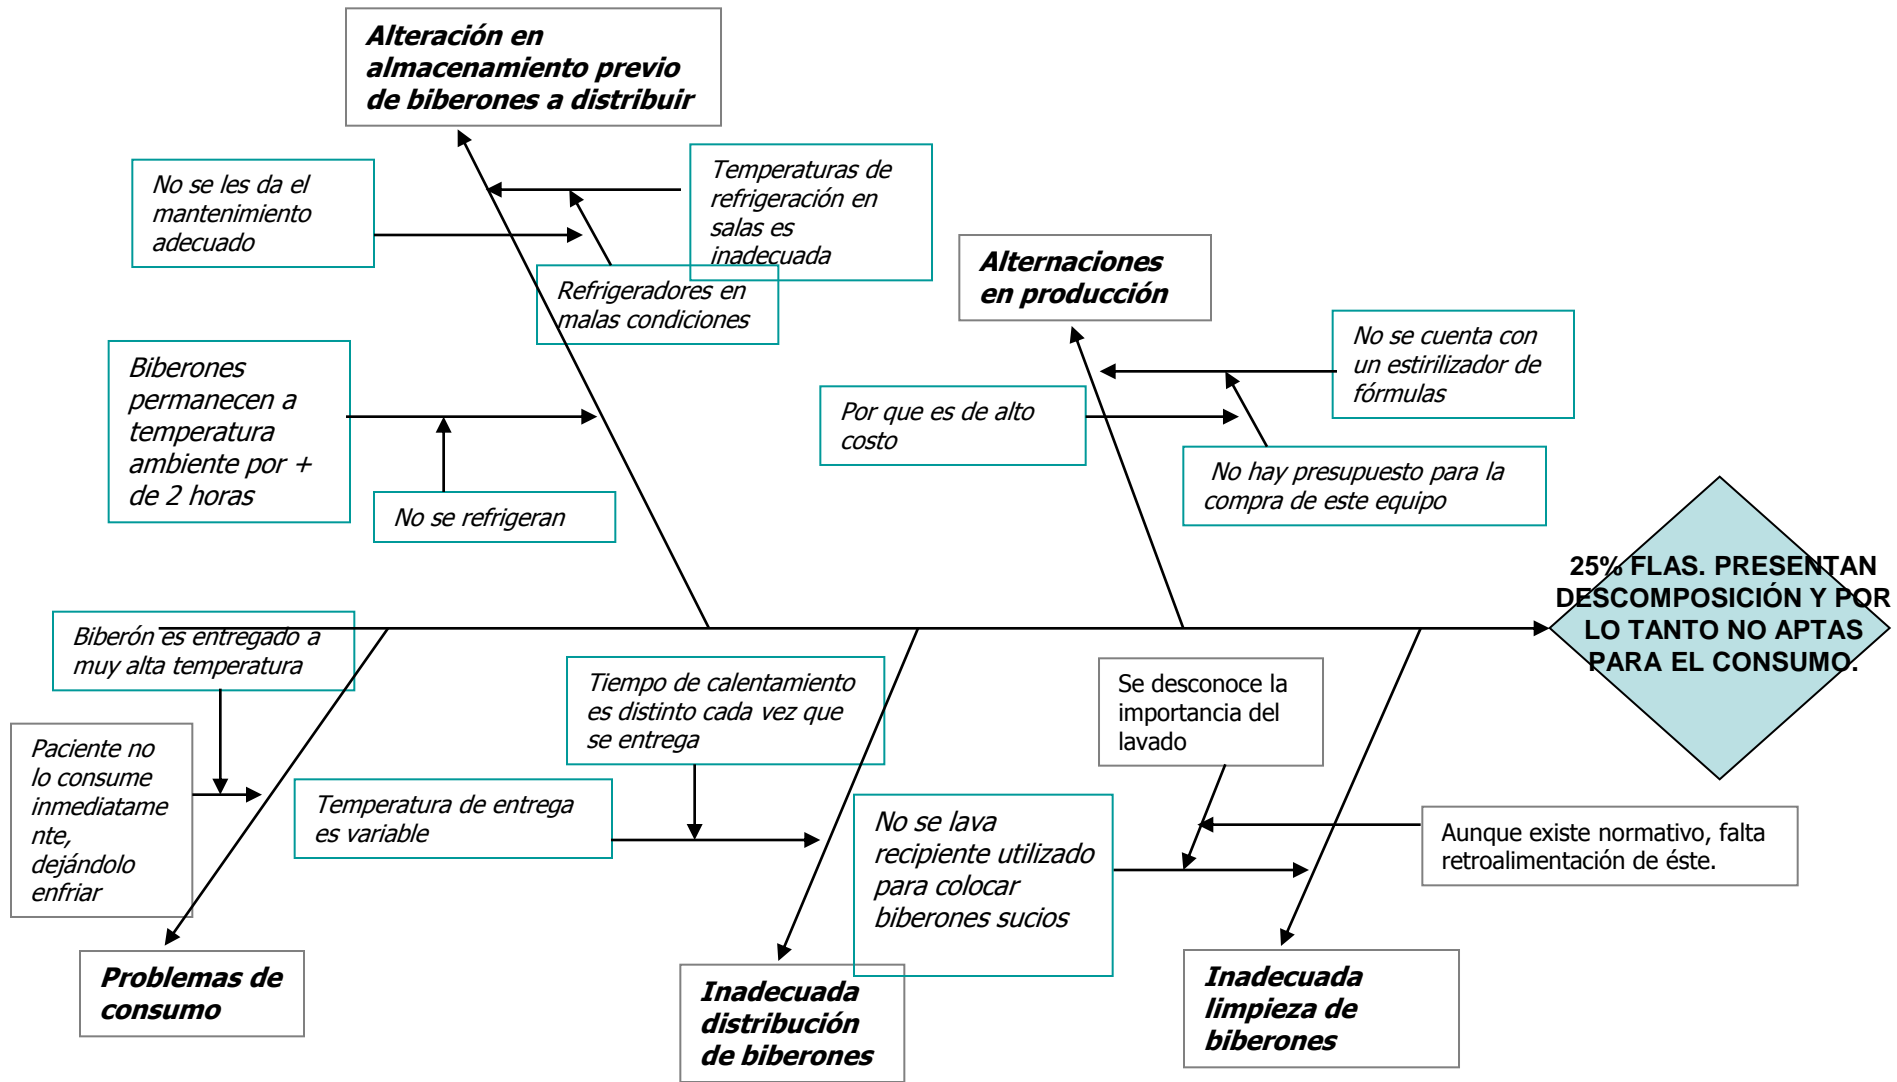 Alteración en
almacenamiento previo
de biberones a distribuir
No se les da el
mantenimiento
adecuado
Temperaturas de
refrigeración en
salas es
inadecuada
Refrigeradores en
malas condiciones
Alternaciones
en producción
Biberones
permanecen a
temperatura
ambiente por +
de 2 horas
No se refrigeran
No se cuenta con
un estirilizador de
fórmulas
Por que es de alto
costo
No hay presupuesto para la
compra de este equipo
25% FLAS. PRESENTAN
DESCOMPOSICIÓN Y POR
LO TANTO NO APTAS
PARA EL CONSUMO.
Biberón es entregado a
muy alta temperatura
Paciente no
lo consume
inmediatame
nte,
dejándolo
enfriar
Tiempo de calentamiento
es distinto cada vez que
se entrega
Temperatura de entrega
es variable
Se desconoce la
importancia del
lavado
No se lava
recipiente utilizado
para colocar
biberones sucios
Aunque existe normativo, falta
retroalimentación de éste.
Problemas de
consumo
Inadecuada
distribución
de biberones
Inadecuada
limpieza de
biberones